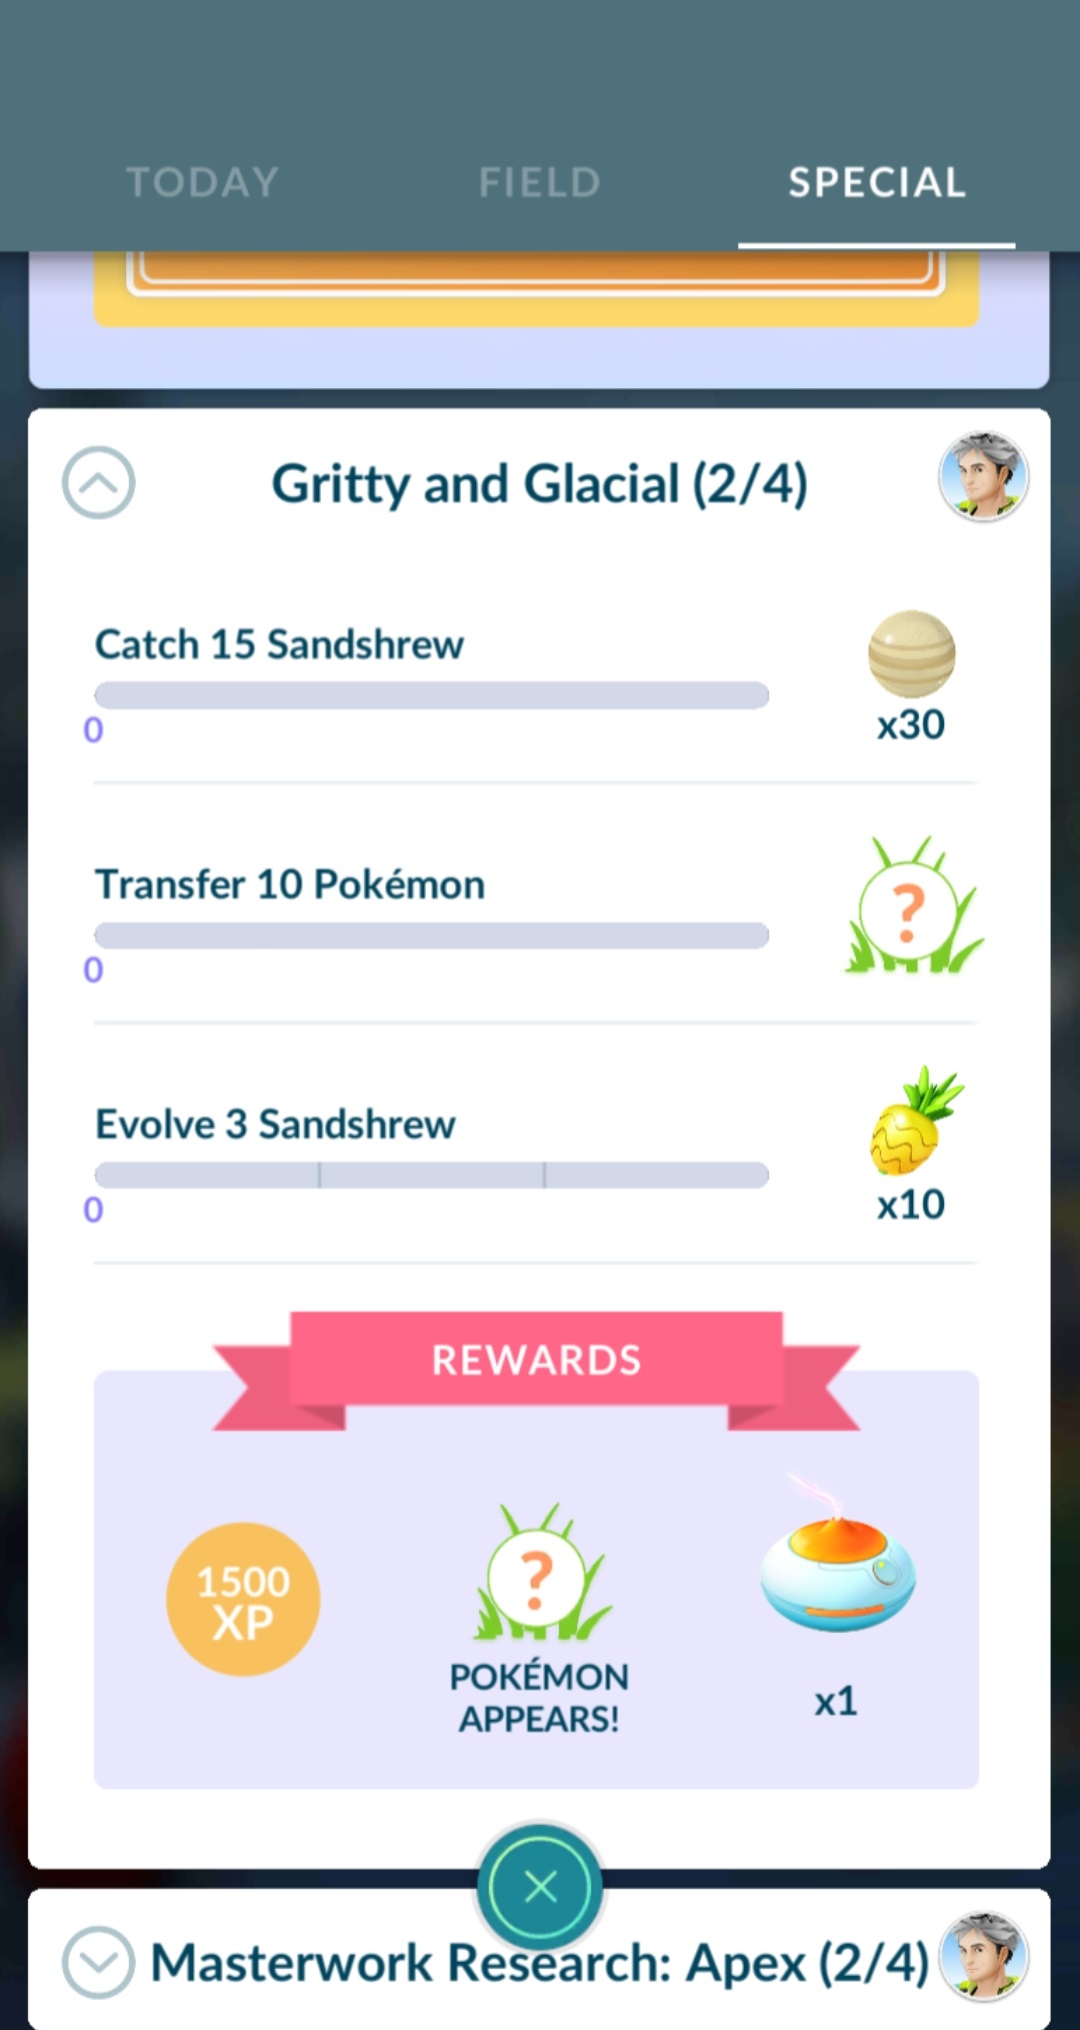 TODAY
FIELD
SPECIAL
Gritty and Glacial (2/4)
Catch 15 Sandshrew
0
x30
Transfer 10 Pokémon
0
?
Evolve 3 Sandshrew
0
x10
REWARDS
1500
XP
?
POKÉMON
APPEARS!
x1
Masterwork Research: Apex (2/4)